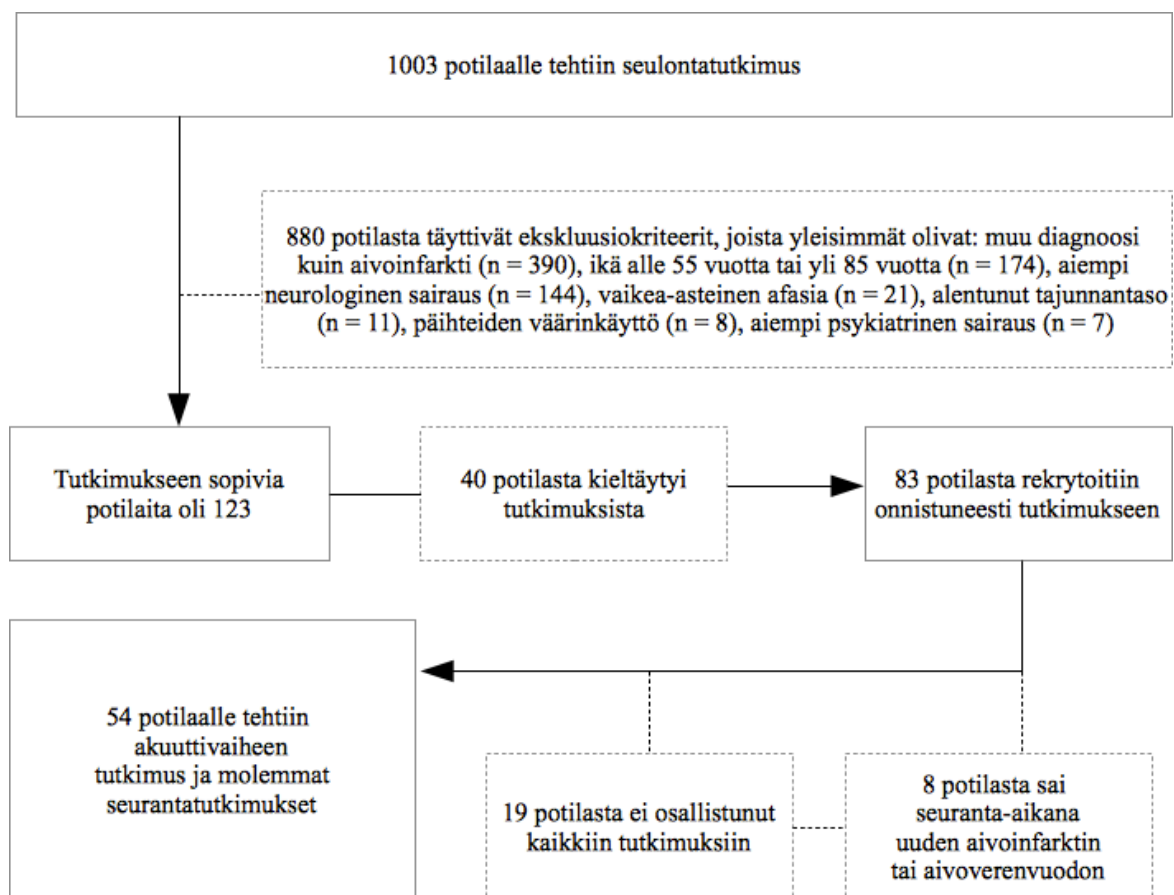 1003 potilaalle tehtiin seulontatutkimus
880 potilasta täyttivät ekskluusiokriteerit, joista yleisimmät olivat: muu diagnoosi
kuin aivoinfarkti (n = 390), ikä alle 55 vuotta tai yli 85 vuotta (n = 174), aiempi
neurologinen sairaus (n = 144), vaikea-asteinen afasia (n = 21), alentunut tajunnantaso
(n = 11), päihteiden väärinkäyttö (n = 8), aiempi psykiatrinen sairaus (n = 7)
Tutkimukseen sopivia
potilaita oli 123
40 potilasta kieltäytyi
tutkimuksista
83 potilasta rekrytoitiin
onnistuneesti tutkimukseen
54 potilaalle tehtiin
akuuttivaiheen
tutkimus ja molemmat
seurantatutkimukset
19 potilasta ei osallistunut
kaikkiin tutkimuksiin
8 potilasta sai
seuranta-aikana
uuden aivoinfarktin
tai aivoverenvuodon